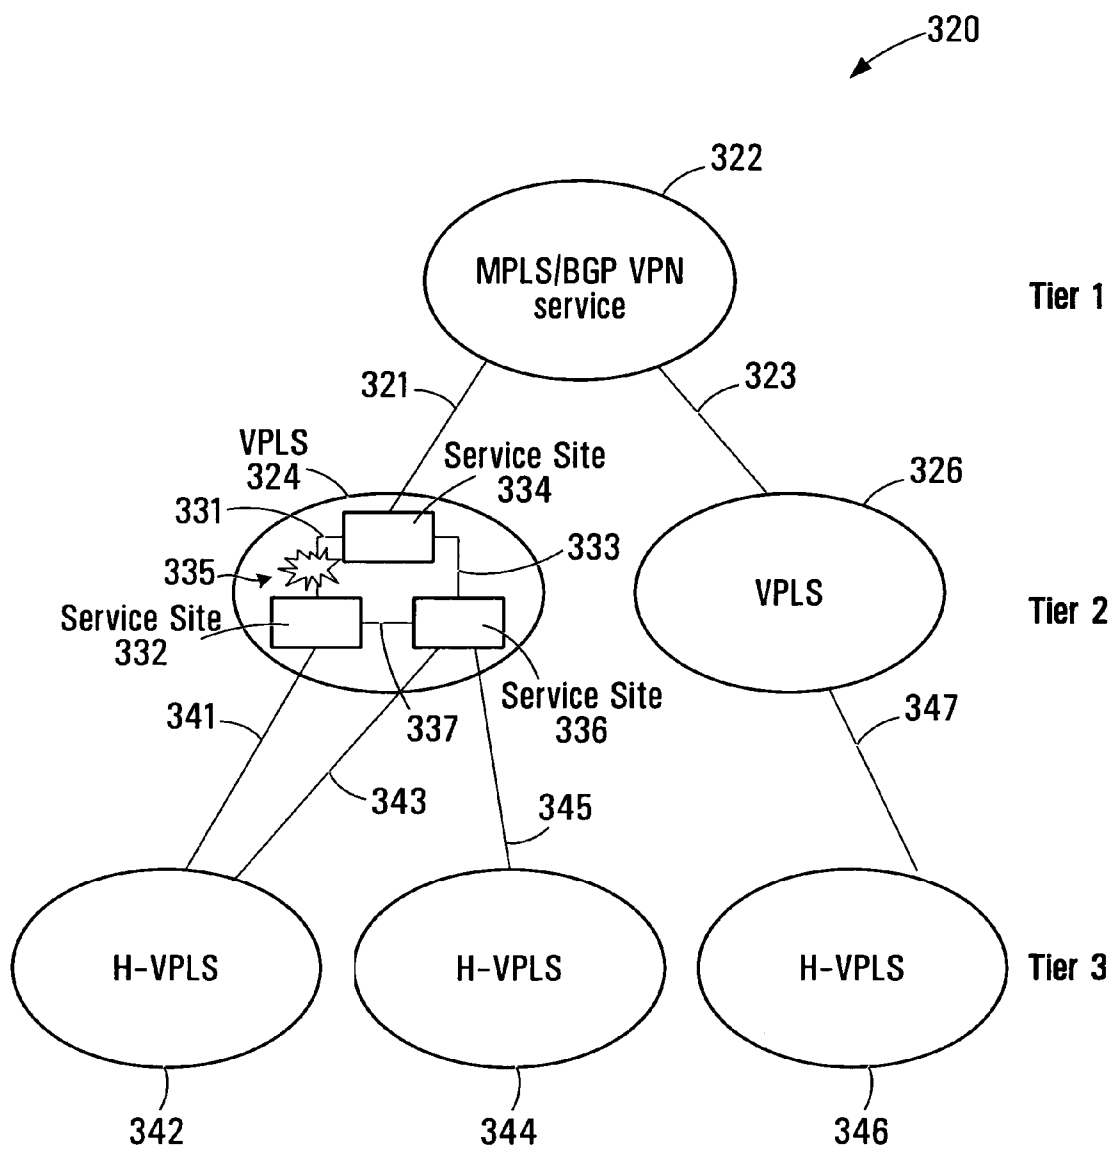 320
322
MPLS/BGP VPN
service
Tier 1
321
323
VPLS
324
Service Site
334
326
331
333
335
VPLS
Service Site
332
Tier 2
337
Service Site
336
341
347
343
345
H-VPLS
H-VPLS
H-VPLS
Tier 3
342
344
346